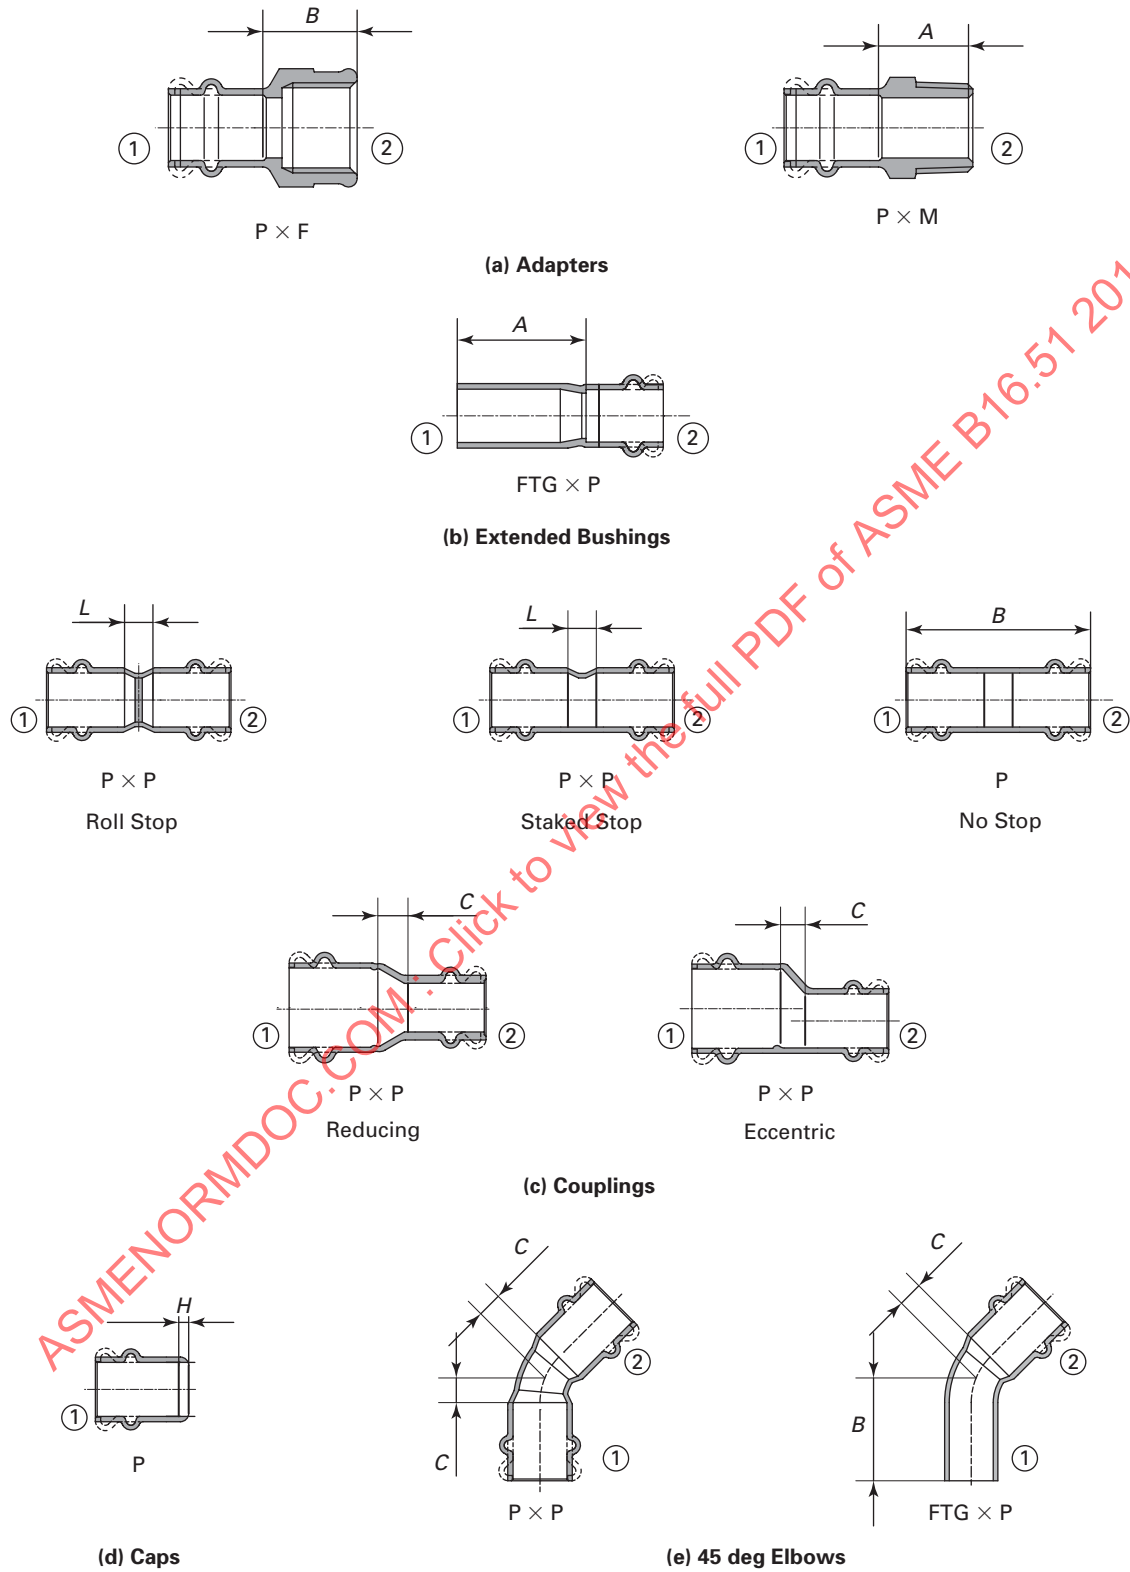 B
A
1
2
1
2
P × F
P × M
(a) Adapters
A
1
2
FTG × P
(b) Extended Bushings
L
L
B
1
2
1
2
1
2
P × P
P × P
P
Roll Stop
Staked Stop
No Stop
C
C
1
2
1
2
P × P
P × P
Reducing
Eccentric
(c) Couplings
H
C
C
1
2
2
C
B
1
1
P
P × P
FTG × P
(d) Caps
(e) 45 deg Elbows
ASMENORMDOC.COM : Click to view the full PDF of ASME B16.51 201